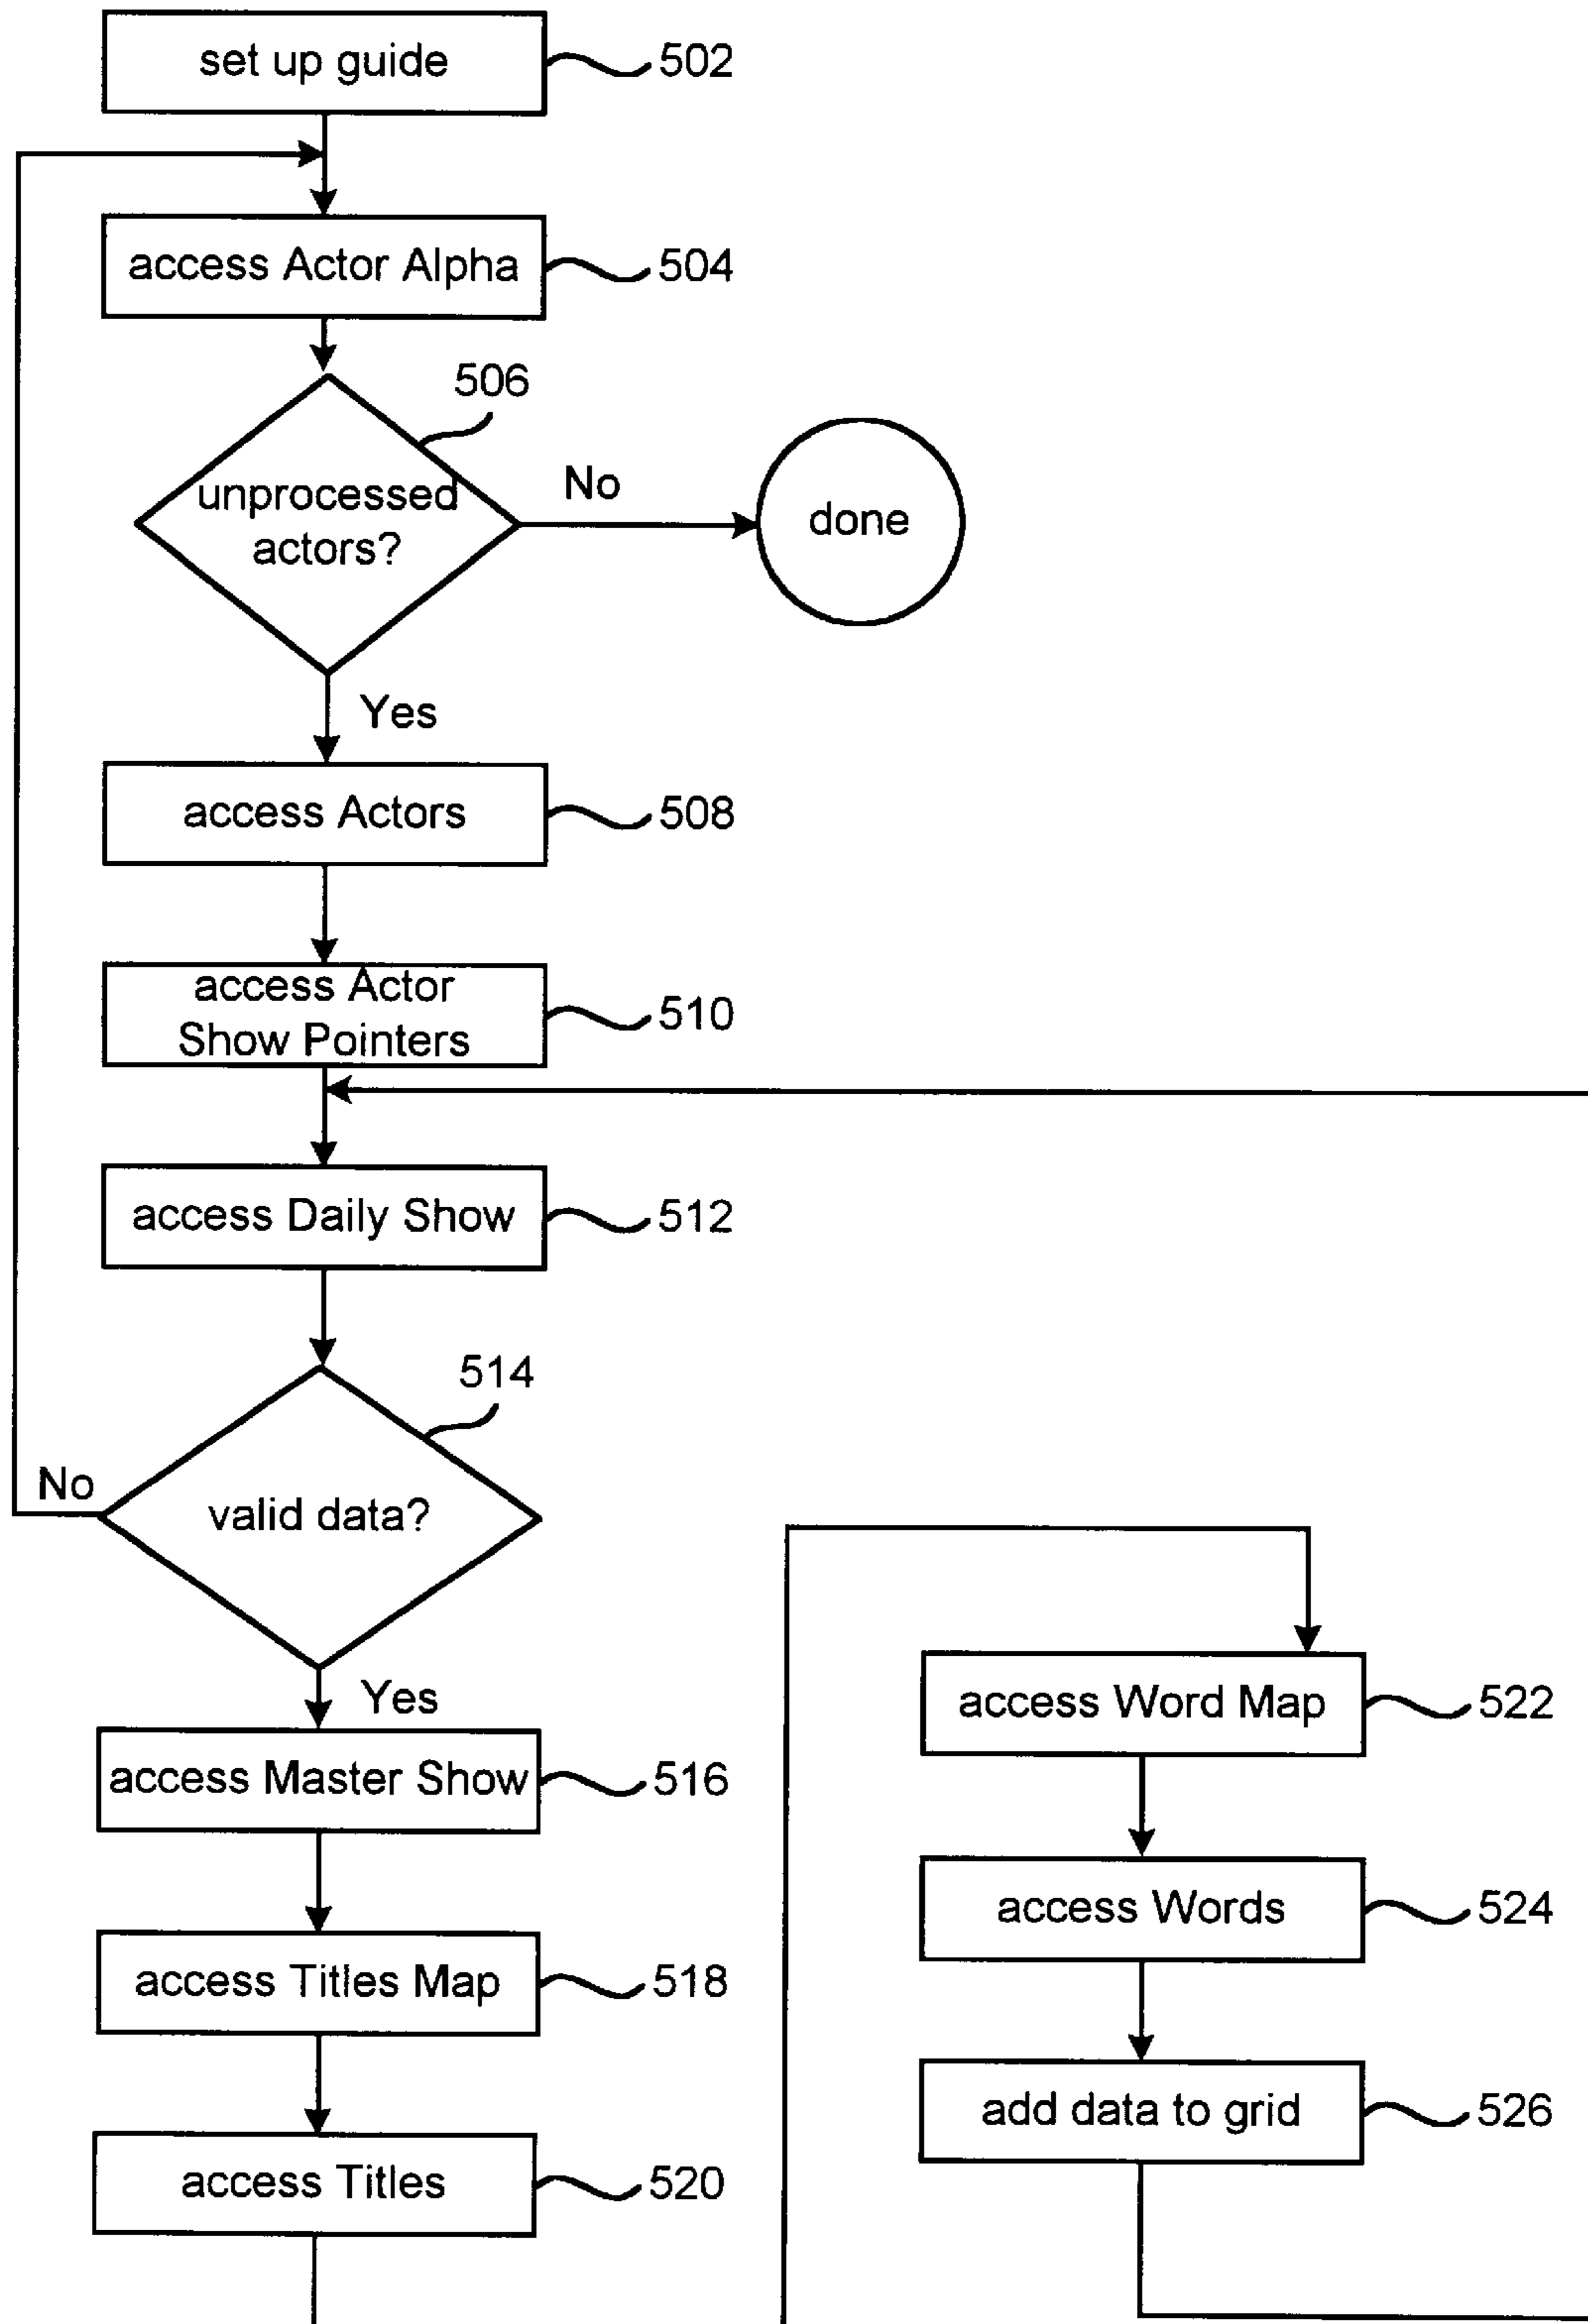 set up guide
502
access Actor Alpha
504
506
unprocessed
actors?
No
done
Yes
access Actors
508
access Actor
Show Pointers
510
access Daily Show
512
514
valid data?
No
Yes
access Master Show
516
access Titles Map
518
access Titles
520
access Word Map
522
access Words
524
add data to grid
526